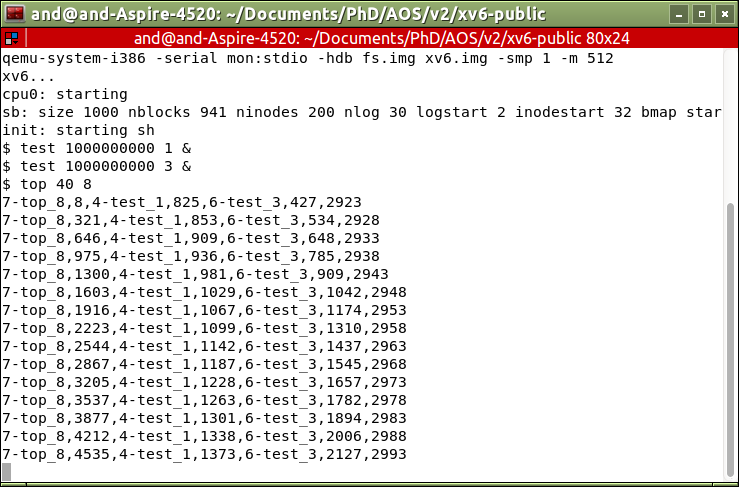 and@and-Aspire-4520: ~/Documents/PhD/AOS/v2/xv6-public
and@and-Aspire-4520: ~/Documents/PhD/AOS/v2/xv6-public 80x24
qemu-system-i386 -serial mon:stdio -hdb fs.img xv6.img -smp 1 -m 512
xv6...
cpu0: starting
sb: size 1000 nblocks 941 ninodes 200 nlog 30 logstart 2 inodestart 32 bmap star
init: starting sh
$ test 1000000000 1 &
$ test 1000000000 3 &
$ top 40 8
7-top_8,8,4-test_1,825,6-test_3,427,2923
7-top_8,321,4-test_1,853,6-test_3,534,2928
7-top_8,646,4-test_1,909,6-test_3,648,2933
7-top_8,975,4-test_1,936,6-test_3,785,2938
7-top_8,1300,4-test_1,981,6-test_3,909,2943
7-top_8,1603,4-test_1,1029,6-test_3,1042,2948
7-top_8,1916,4-test_1,1067,6-test_3,1174,2953
7-top_8,2223,4-test_1,1099,6-test_3,1310,2958
7-top_8,2544,4-test_1,1142,6-test_3,1437,2963
7-top_8,2867,4-test_1,1187,6-test_3,1545,2968
7-top_8,3205,4-test_1,1228,6-test_3,1657,2973
7-top_8,3537,4-test_1,1263,6-test_3,1782,2978
7-top_8,3877,4-test_1,1301,6-test_3,1894,2983
7-top_8,4212,4-test_1,1338,6-test_3,2006,2988
7-top_8,4535,4-test_1,1373,6-test_3,2127,2993